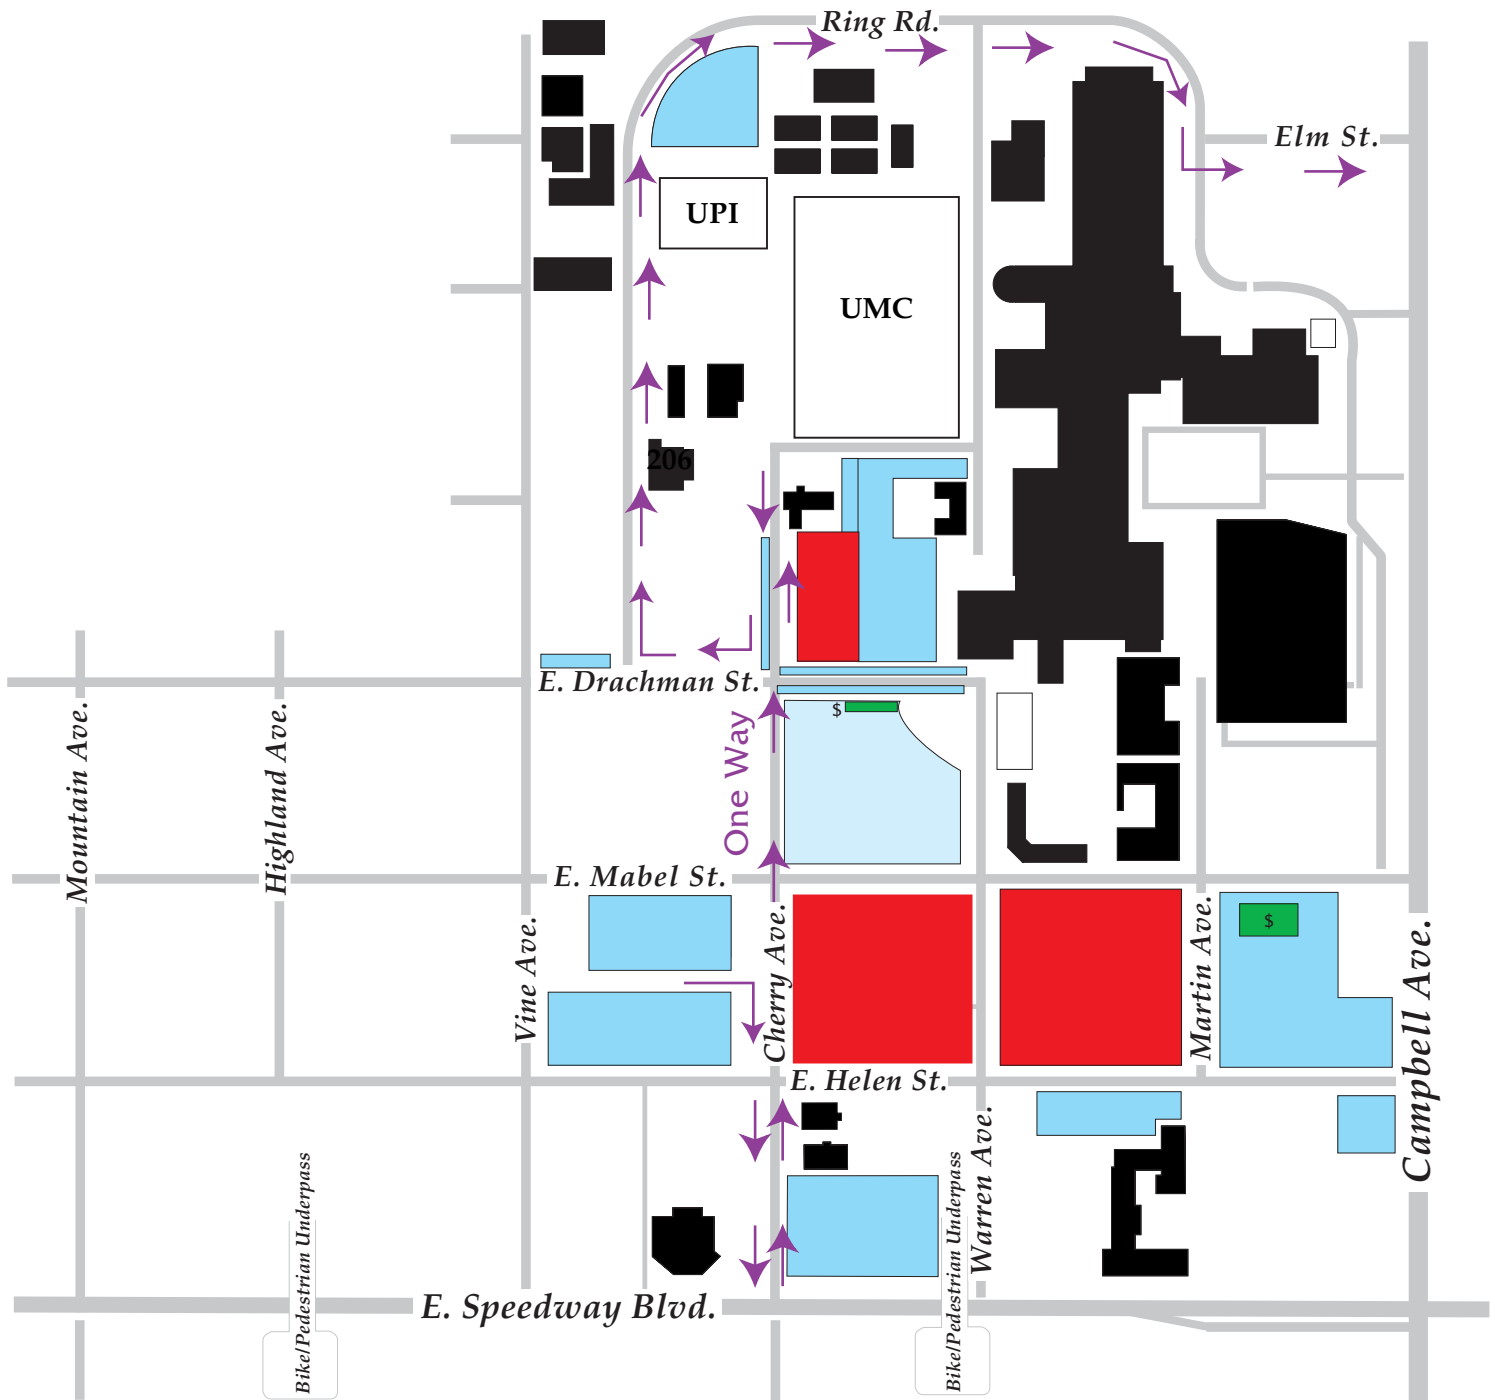 Ring Rd.
Elm St.
UPI
UMC
206
E. Drachman St.
$
One Way
Mountain Ave.
Highland Ave.
E. Mabel St.
Vine Ave.
Cherry Ave.
Martin Ave.
$
Campbell Ave.
E. Helen St.
Warren Ave.
Bike/Pedestrian Underpass
Bike/Pedestrian Underpass
E. Speedway Blvd.